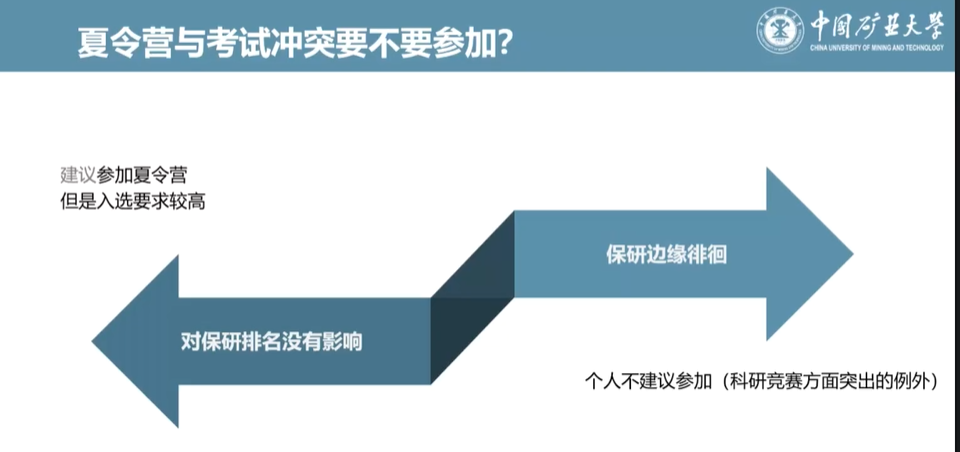 夏令营与考试冲突要不要参加？
中国矿业大学
CHINA UNIVERSITY OF MINING AND TECHNOLOGY
建议参加夏令营
但是入选要求较高
保研边缘徘徊
对保研排名没有影响
个人不建议参加（科研竞赛方面突出的例外）